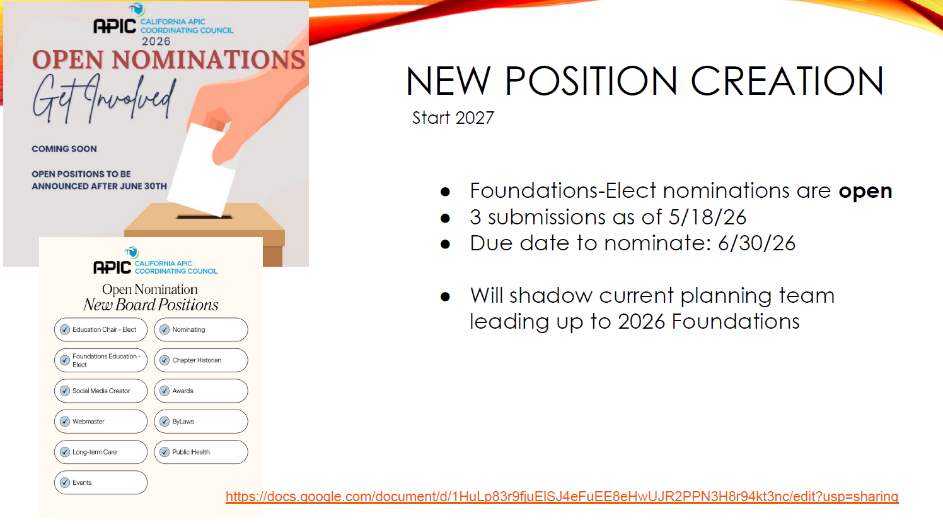 APIC CALIFORNIA APIC
COORDINATING COUNCIL
2026
OPEN NOMINATIONS
Get Involved
COMING SOON
OPEN POSITIONS TO BE
ANNOUNCED AFTER JUNE 30TH
APIC CALIFORNIA APIC
COORDINATING COUNCIL
Open Nomination
New Board Positions
Education Chair - Elect
Nominating
Foundations Education -
Elect
Chapter Historian
Social Media Creator
Awards
Webmaster
ByLaws
Long-term Care
Public Health
Events
NEW POSITION CREATION
Start 2027
● Foundations-Elect nominations are open
● 3 submissions as of 5/18/26
● Due date to nominate: 6/30/26
● Will shadow current planning team
leading up to 2026 Foundations
https://docs.google.com/document/d/1HuLp83r9fjuElSJ4eFuEE8eHwUJR2PPN3H8r94kt3nc/edit?usp=sharing